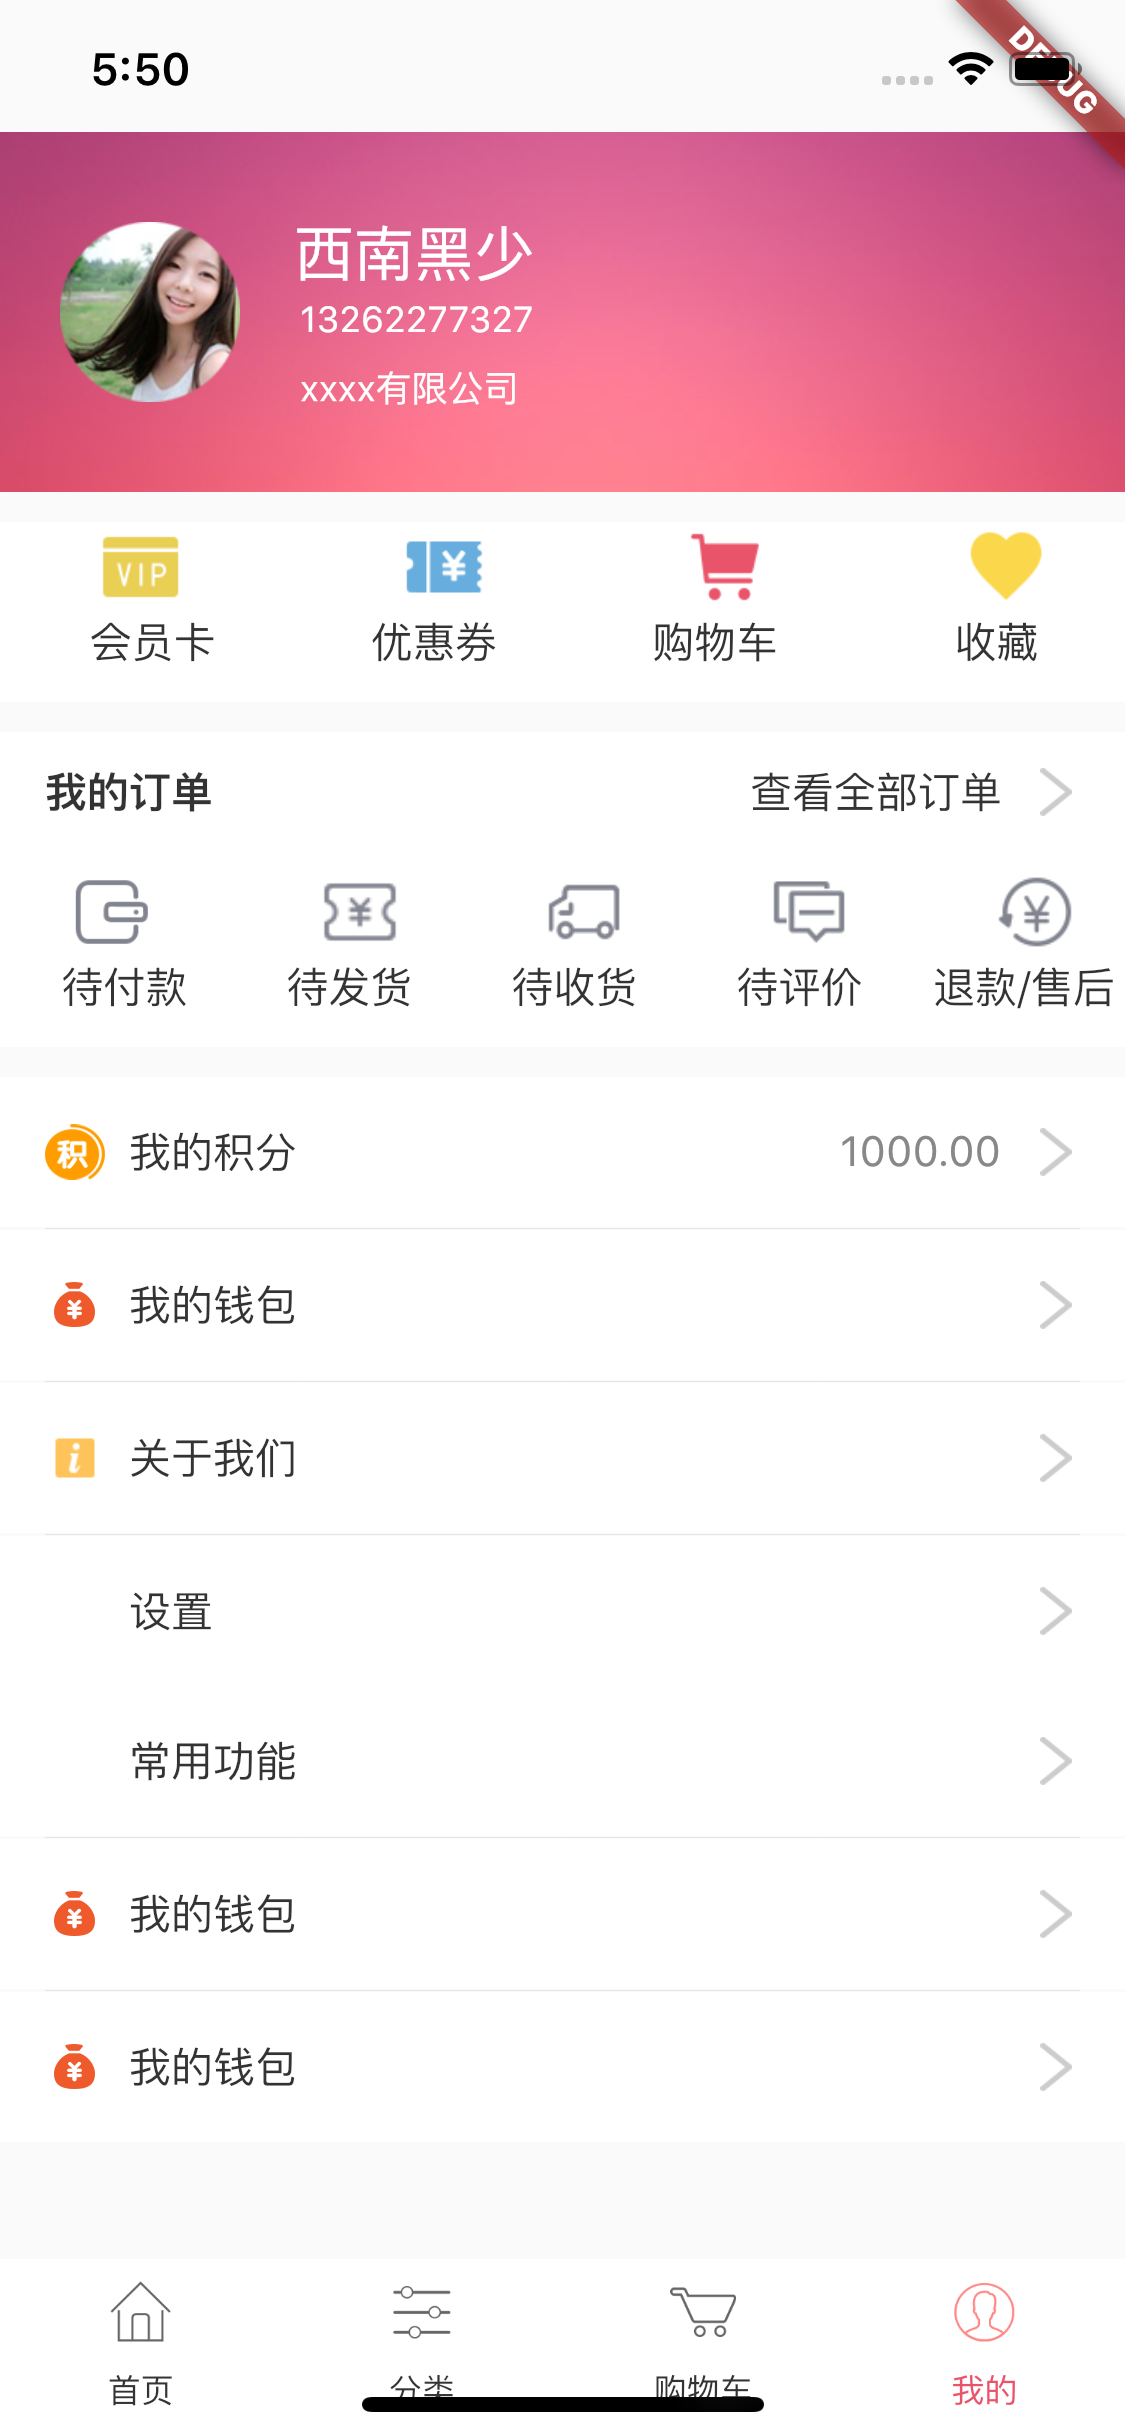 5:50
DEBUG
西南黑少
13262277327
xxxx有限公司
VIP
¥
会员卡
优惠券
购物车
收藏
我的订单
查看全部订单
¥
¥
待付款
待发货
待收货
待评价
退款/售后
积
我的积分
1000.00
¥
我的钱包
i
关于我们
设置
常用功能
¥
我的钱包
¥
我的钱包
首页
分类
购物车
我的